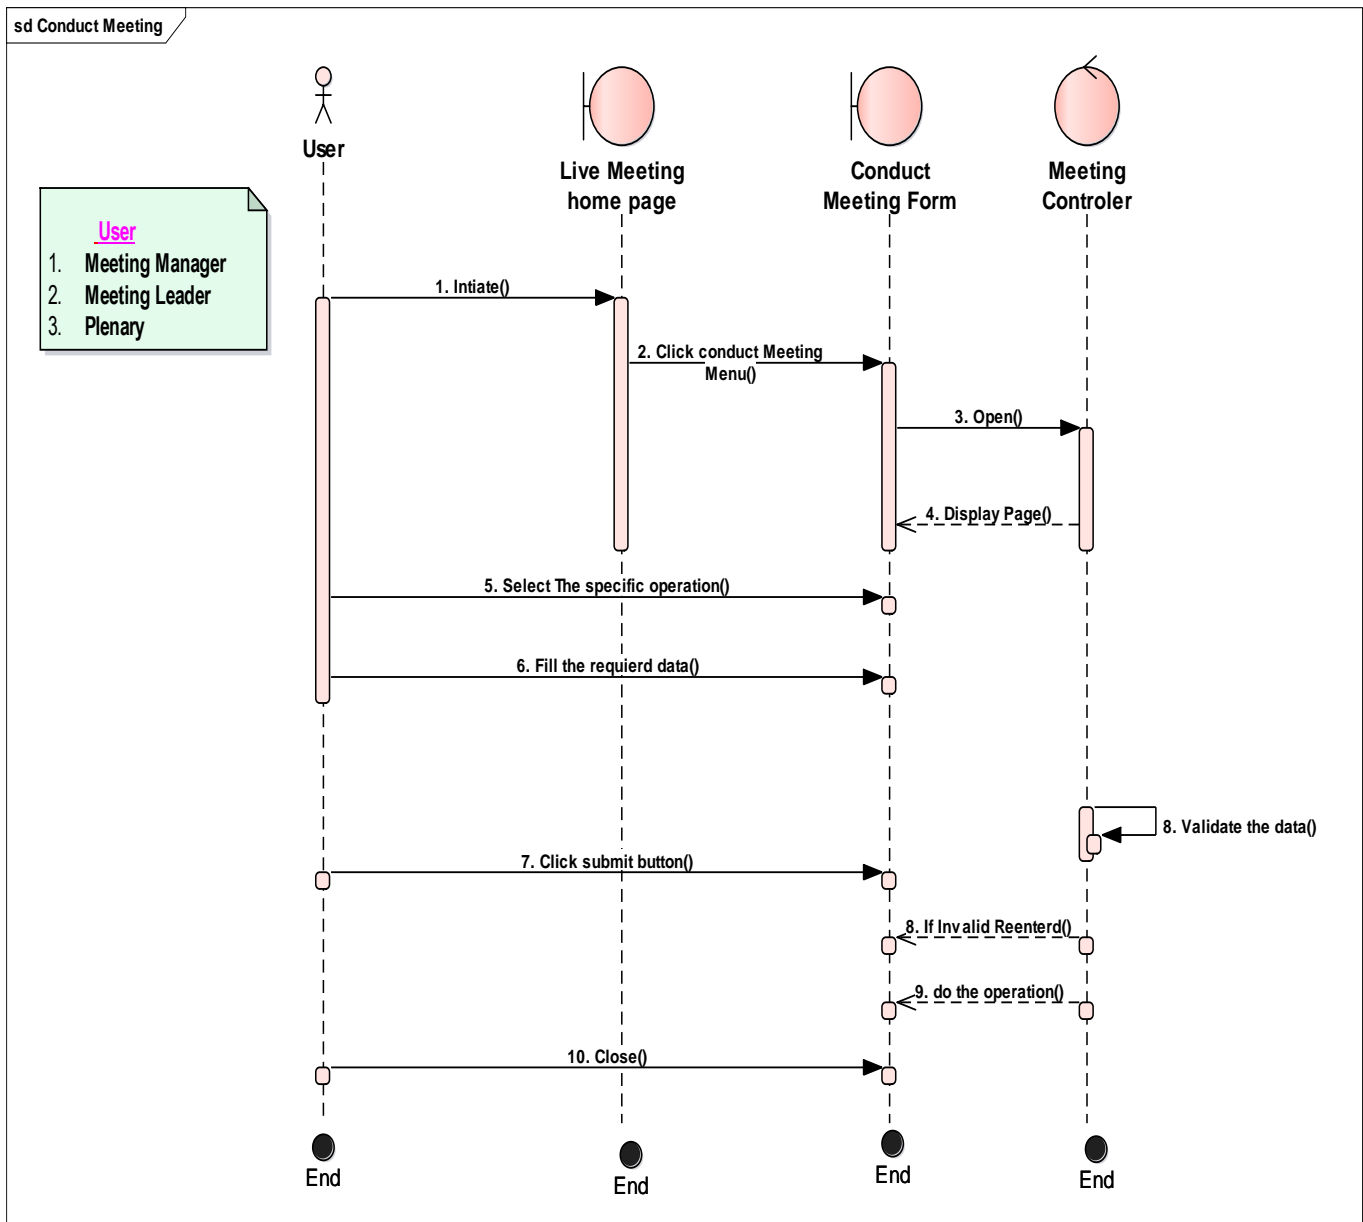 sd Conduct Meeting
User
Live Meeting
home page
Conduct
Meeting Form
Meeting
Controler
User
1. Meeting Manager
2. Meeting Leader
3. Plenary
1. Intiate()
2. Click conduct Meeting
Menu()
3. Open()
4. Display Page()
5. Select The specific operation()
6. Fill the requierd data()
8. Validate the data()
7. Click submit button()
8. If Invalid Reenterd()
9. do the operation()
10. Close()
End
End
End
End